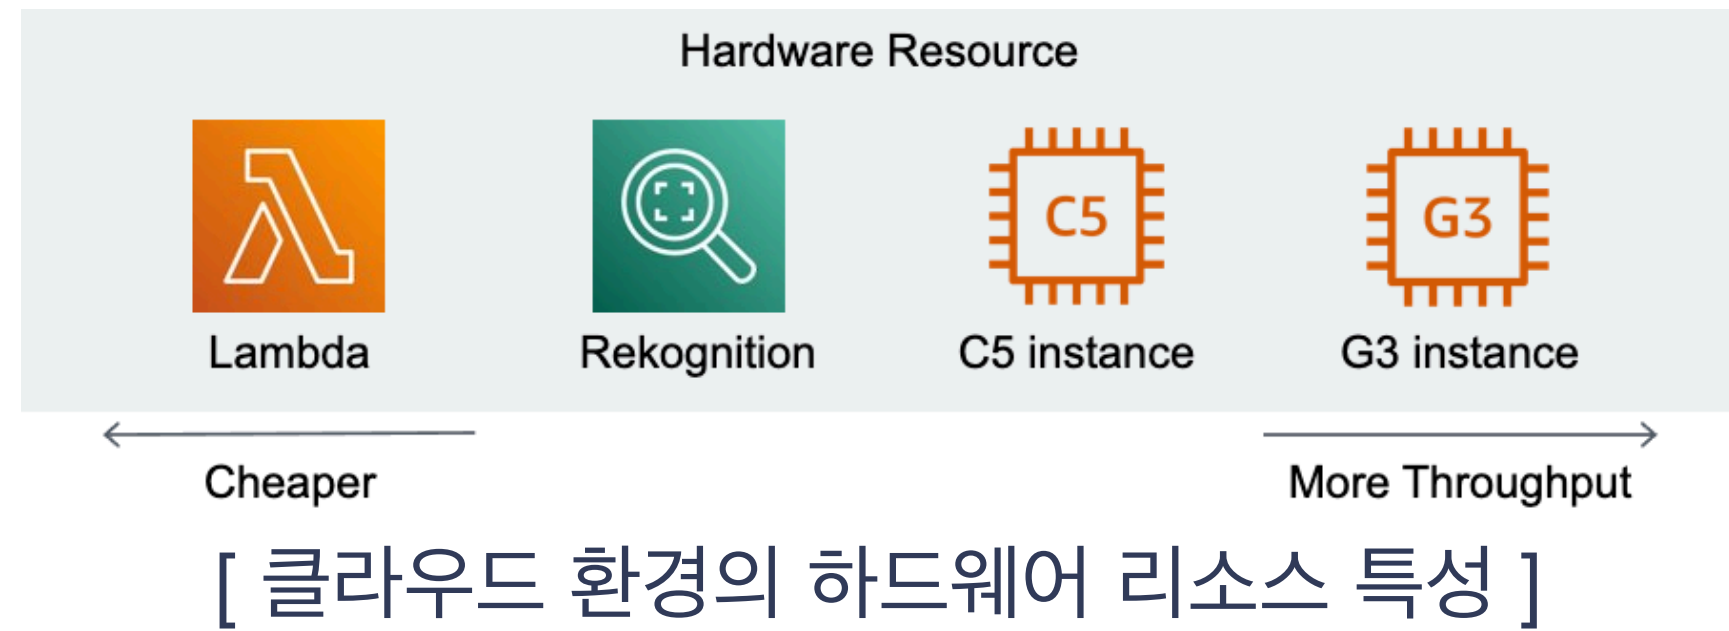 Hardware Resource
C5
G3
Lambda
Rekognition
C5 instance
G3 instance
Cheaper
More Throughput
[ 클라우드 환경의 하드웨어 리소스 특성 ]